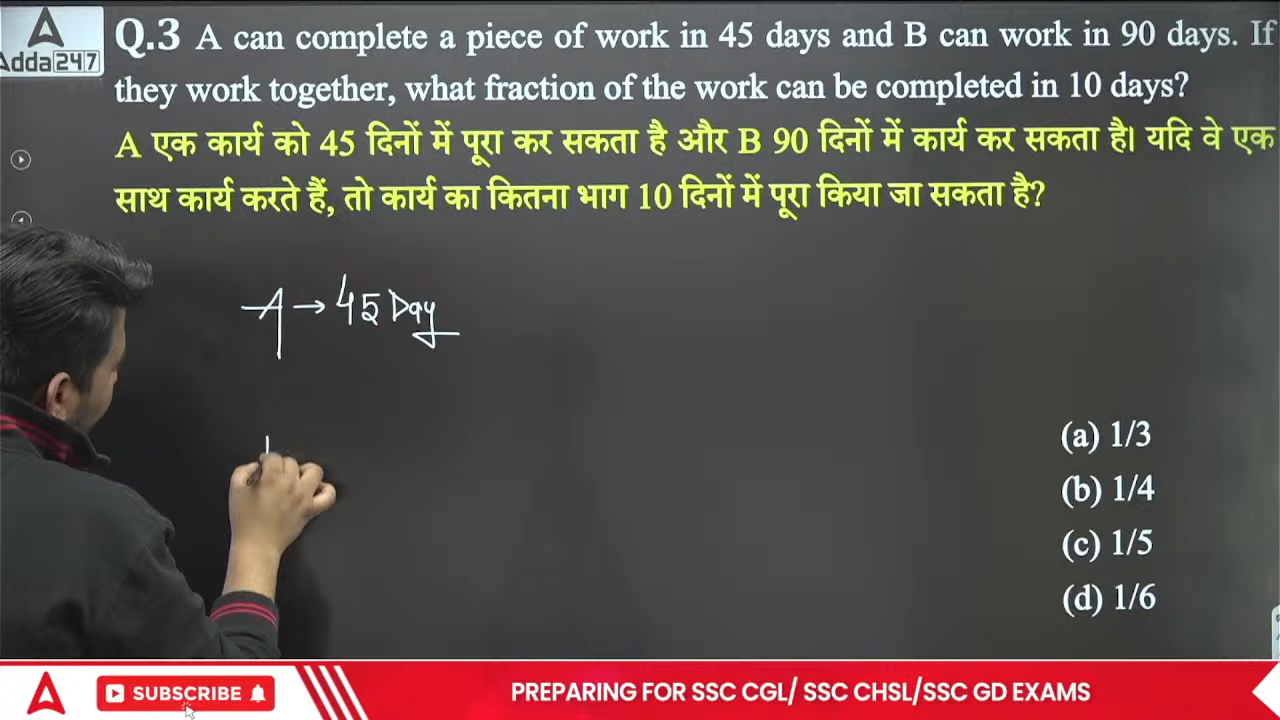 Adda 247
Q.3 A can complete a piece of work in 45 days and B can work in 90 days. If
they work together, what fraction of the work can be completed in 10 days?
A एक कार्य को 45 दिनों में पूरा कर सकता है और B 90 दिनों में कार्य कर सकता है। यदि वे एक
साथ कार्य करते हैं, तो कार्य का कितना भाग 10 दिनों में पूरा किया जा सकता है?
A → 45 Day
(a) 1/3
(b) 1/4
(c) 1/5
(d) 1/6
SUBSCRIBE
PREPARING FOR SSC CGL/ SSC CHSL/SSC GD EXAMS